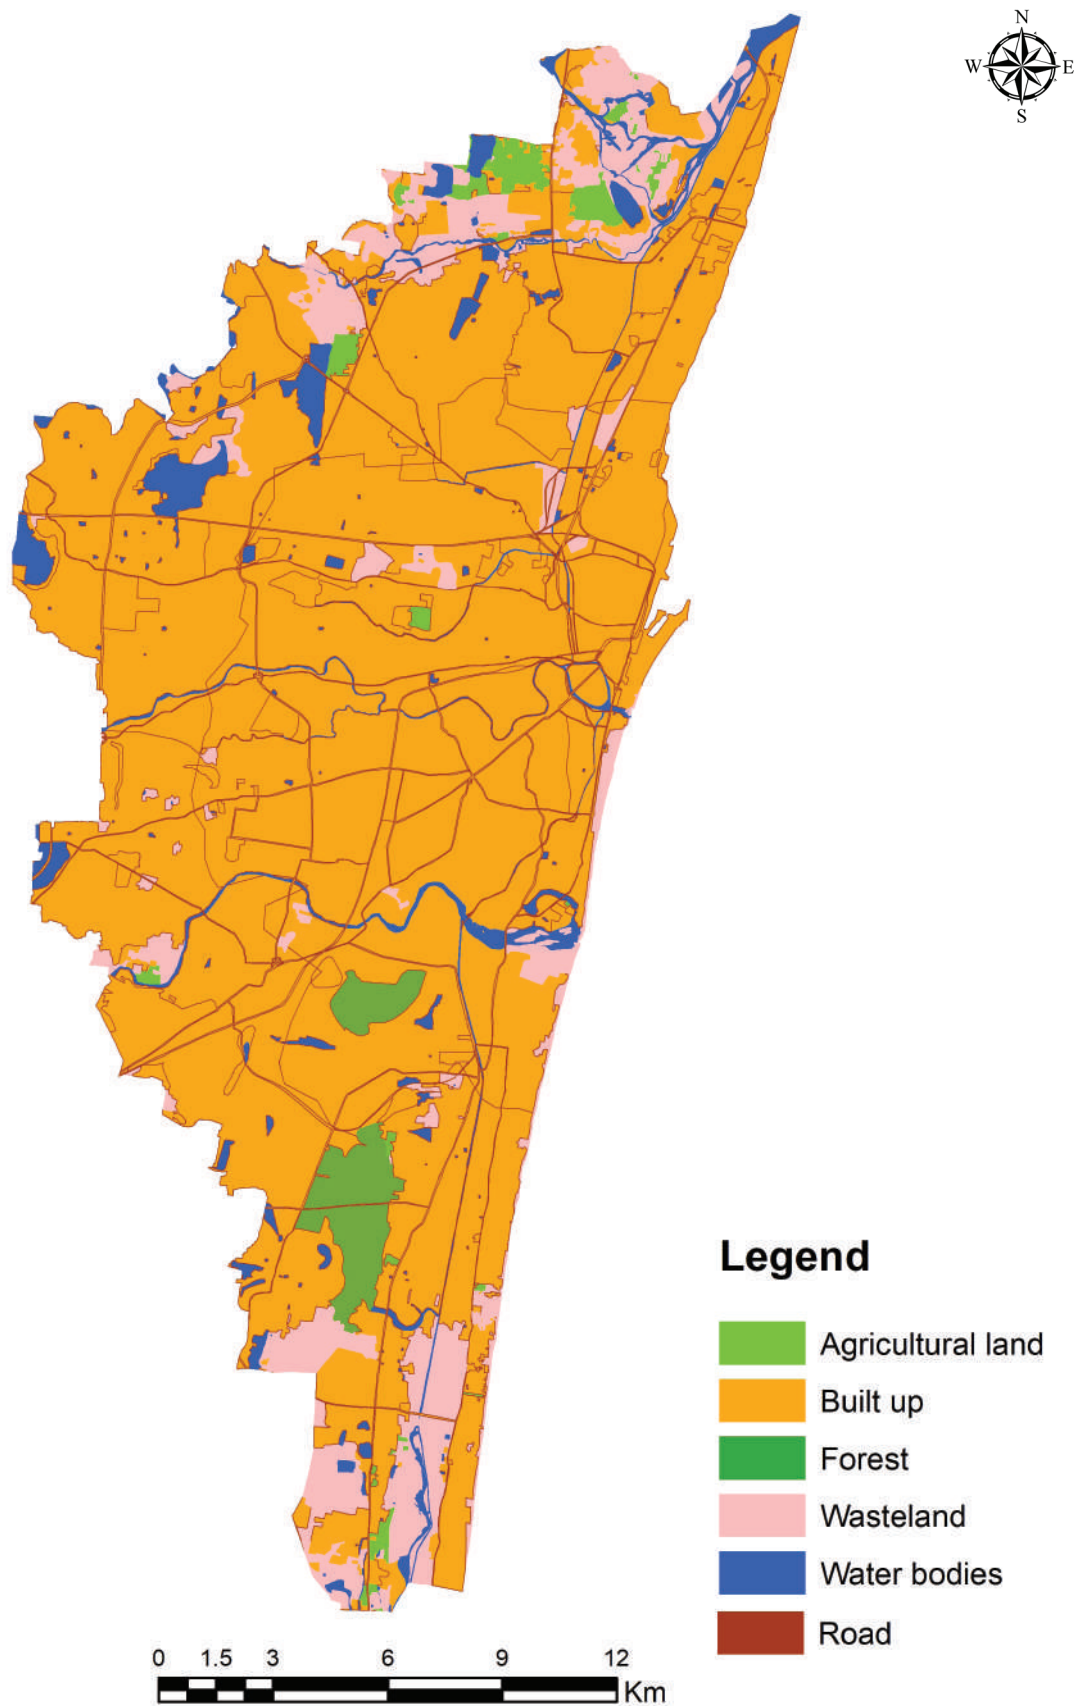 N
W E
S
Legend
Agricultural land
Built up
Forest
Wasteland
Water bodies
Road
0 1.5 3 6 9 12
Km